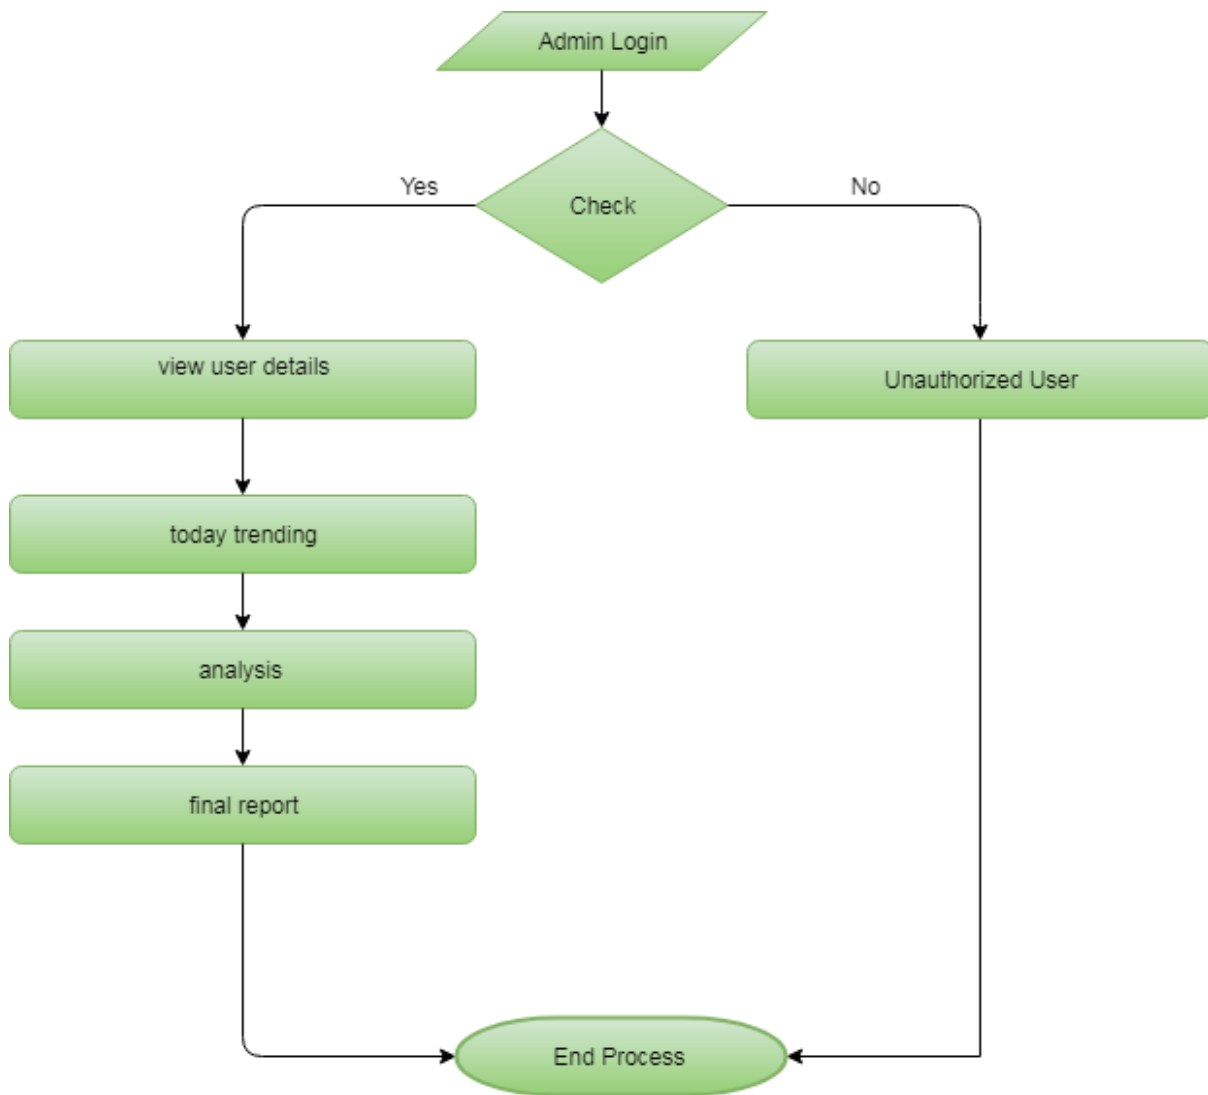 Admin Login
Check
Yes
No
view user details
Unauthorized User
today trending
analysis
final report
End Process